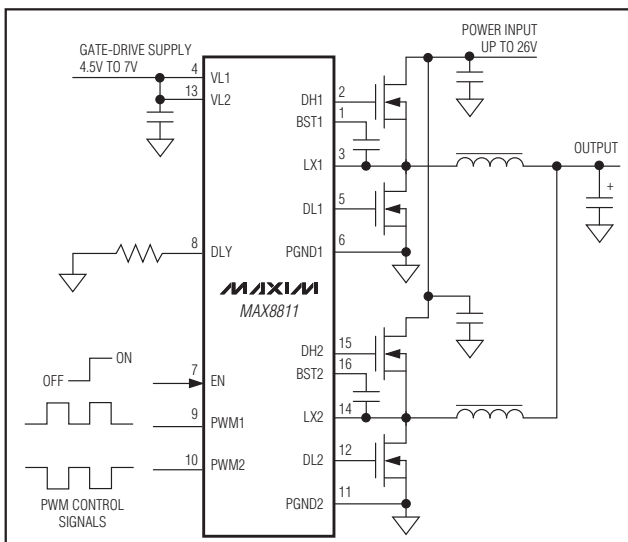 GATE-DRIVE SUPPLY
4.5V TO 7V
POWER INPUT
UP TO 26V
4
VL1
13
VL2
2
DH1
1
BST1
3
LX1
OUTPUT
+
5
DL1
6
PGND1
8
DLY
MAXIM
MAX8811
15
DH2
16
BST2
14
LX2
12
DL2
11
PGND2
ON
OFF
7
EN
9
PWM1
10
PWM2
PWM CONTROL
SIGNALS